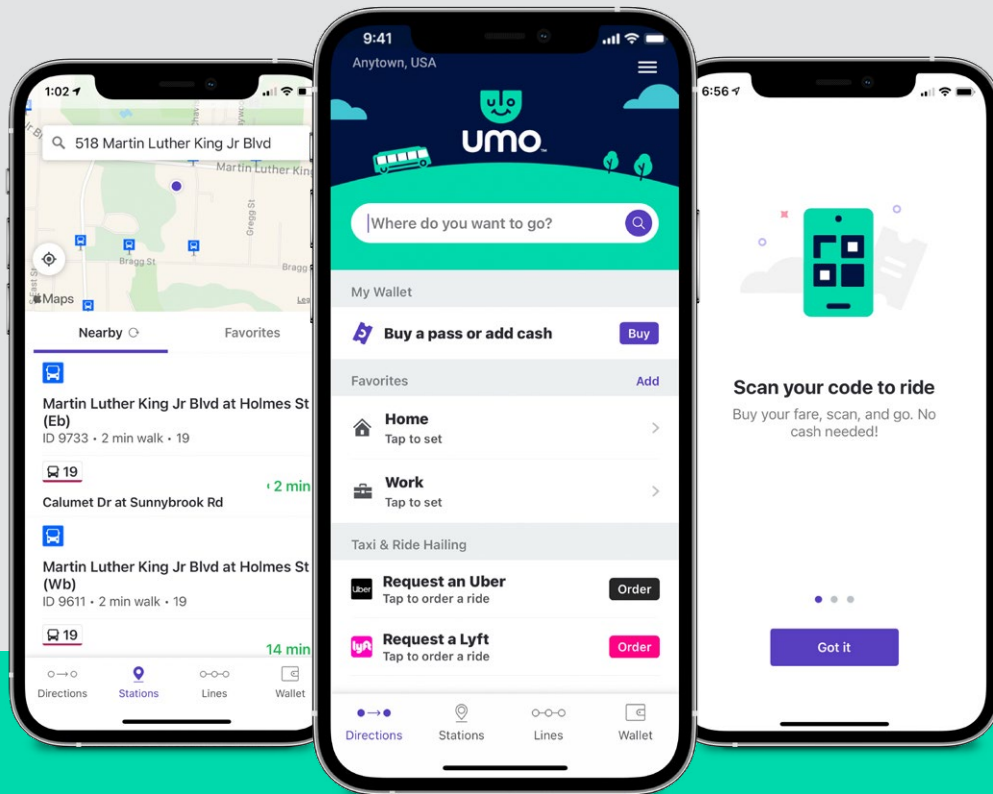 1:02
518 Martin Luther King Jr Blvd
Martin Luther King
Gregg St
Bragg St
Bragg
S East St
Maps
Nearby
Favorites
Martin Luther King Jr Blvd at Holmes St
(Eb)
ID 9733 • 2 min walk • 19
19
2 min
Calumet Dr at Sunnybrook Rd
Martin Luther King Jr Blvd at Holmes St
(Wb)
ID 9611 • 2 min walk • 19
19
14 min
Directions
Stations
Lines
Wallet
9:41
Anytown, USA
ulo
umo
Where do you want to go?
My Wallet
Buy a pass or add cash
Buy
Favorites
Add
Home
Tap to set
Work
Tap to set
Taxi & Ride Hailing
Uber
Request an Uber
Tap to order a ride
Order
lyft
Request a Lyft
Tap to order a ride
Order
Directions
Stations
Lines
Wallet
6:56
Scan your code to ride
Buy your fare, scan, and go. No
cash needed!
Got it